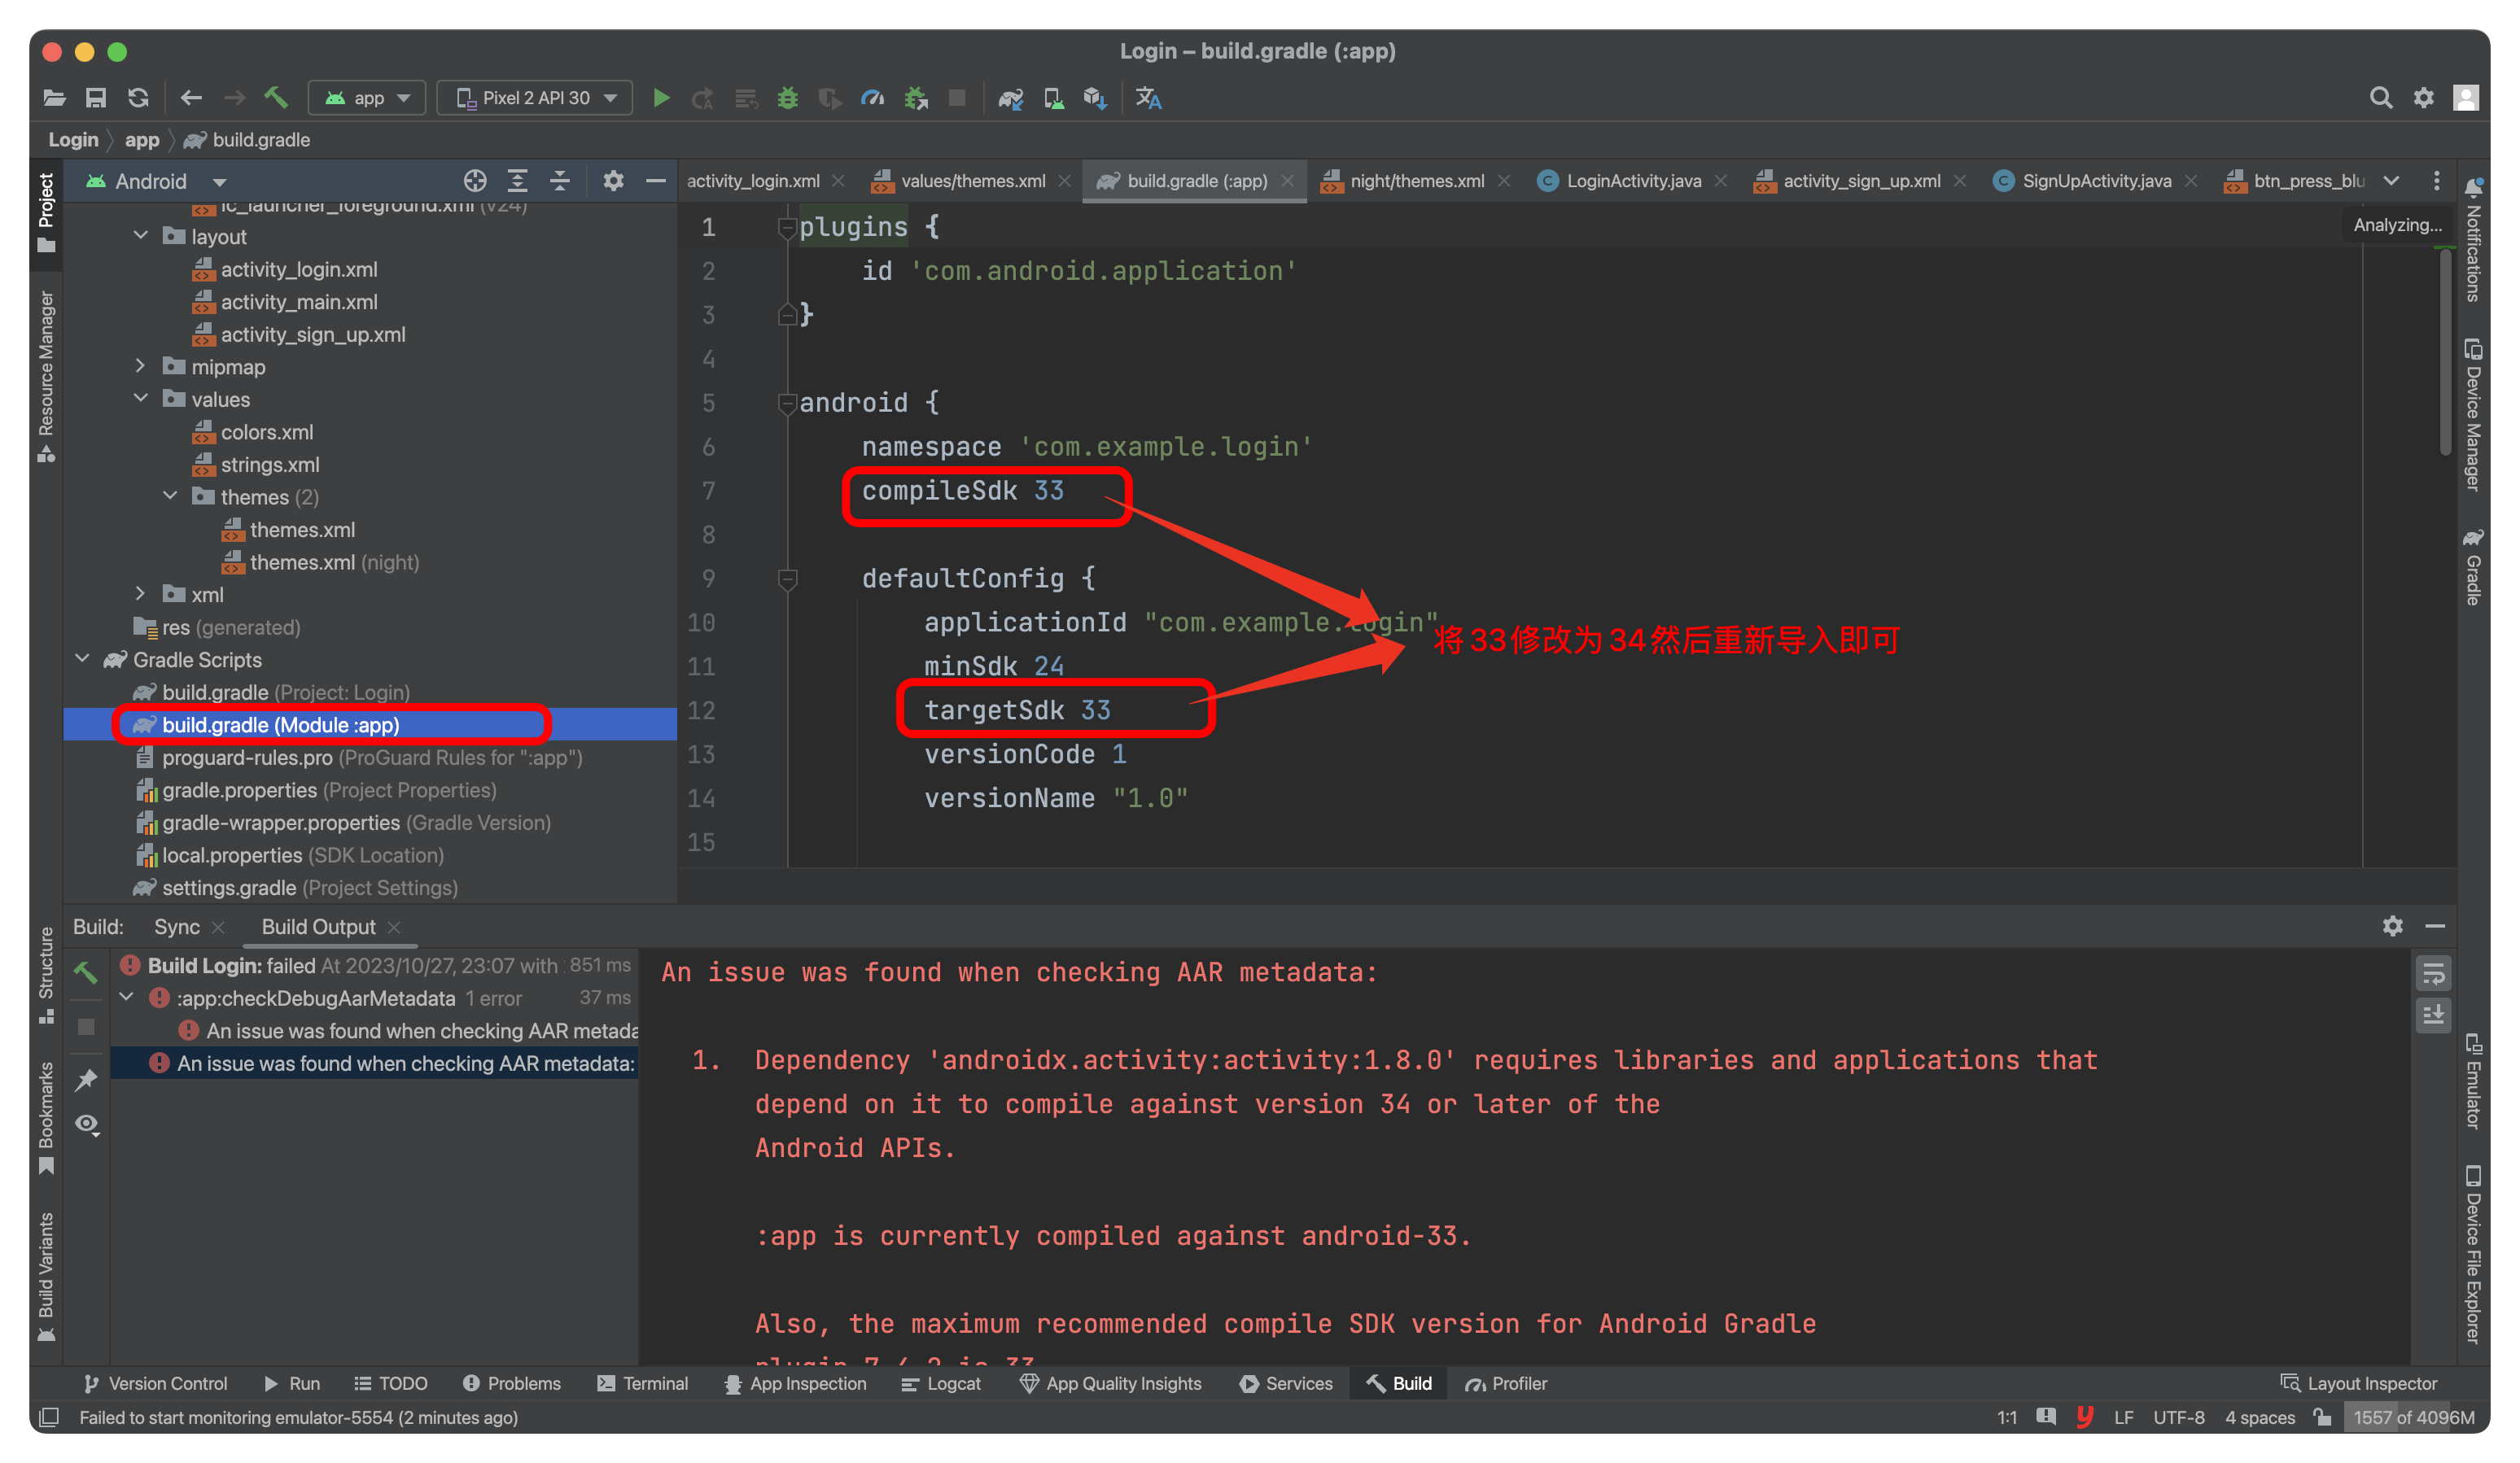 Login – build.gradle (:app)
app
Pixel 2 API 30
Login
app
build.gradle
Project
Resource Manager
Structure
Bookmarks
Build Variants
Android
ic_launcher_foreground.xml (v24)
layout
activity_login.xml
activity_main.xml
activity_sign_up.xml
mipmap
values
colors.xml
strings.xml
themes (2)
themes.xml
themes.xml (night)
xml
res (generated)
Gradle Scripts
build.gradle (Project: Login)
build.gradle (Module :app)
proguard-rules.pro (ProGuard Rules for ":app")
gradle.properties (Project Properties)
gradle-wrapper.properties (Gradle Version)
local.properties (SDK Location)
settings.gradle (Project Settings)
activity_login.xml
values/themes.xml
build.gradle (:app)
night/themes.xml
LoginActivity.java
activity_sign_up.xml
SignUpActivity.java
btn_press_blu
Analyzing...
1 plugins {
2 id 'com.android.application'
3 }
4
5 android {
6 namespace 'com.example.login'
7 compileSdk 33
8
9 defaultConfig {
10 applicationId "com.example.login"
将33修改为34然后重新导入即可
11 minSdk 24
12 targetSdk 33
13 versionCode 1
14 versionName "1.0"
15
Notifications
Device Manager
Gradle
Emulator
Device File Explorer
Build:
Sync
Build Output
Build Login: failed At 2023/10/27, 23:07 with 851 ms
:app:checkDebugAarMetadata 1 error 37 ms
An issue was found when checking AAR metada
An issue was found when checking AAR metadata:
An issue was found when checking AAR metadata:
1. Dependency 'androidx.activity:activity:1.8.0' requires libraries and applications that
depend on it to compile against version 34 or later of the
Android APIs.
:app is currently compiled against android-33.
Also, the maximum recommended compile SDK version for Android Gradle
plugin 7.4.2 is 33
Version Control
Run
TODO
Problems
Terminal
App Inspection
Logcat
App Quality Insights
Services
Build
Profiler
Layout Inspector
Failed to start monitoring emulator-5554 (2 minutes ago)
1:1
LF
UTF-8
4 spaces
1557 of 4096M